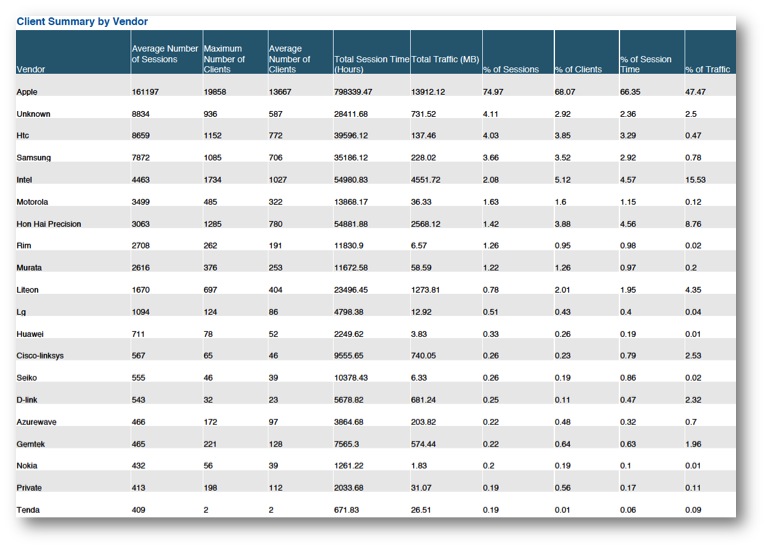 Client Summary by Vendor
Vendor Average Number of Sessions Maximum Number of Clients Average Number of Clients Total Session Time (Hours) Total Traffic (MB) % of Sessions % of Clients % of Session Time % of Traffic
Apple 161197 19858 13667 798339.47 13912.12 74.97 68.07 66.35 47.47
Unknown 8834 936 587 28411.68 731.52 4.11 2.92 2.36 2.5
Htc 8659 1152 772 39596.12 137.46 4.03 3.85 3.29 0.47
Samsung 7872 1085 706 35186.12 228.02 3.66 3.52 2.92 0.78
Intel 4463 1734 1027 54980.83 4551.72 2.08 5.12 4.57 15.53
Motorola 3499 485 322 13868.17 36.33 1.63 1.6 1.15 0.12
Hon Hai Precision 3063 1285 780 54881.88 2568.12 1.42 3.88 4.56 8.76
Rim 2708 262 191 11830.9 6.57 1.26 0.95 0.98 0.02
Murata 2616 376 253 11672.58 58.59 1.22 1.26 0.97 0.2
Liteon 1670 697 404 23496.45 1273.81 0.78 2.01 1.95 4.35
Lg 1094 124 86 4798.38 12.92 0.51 0.43 0.4 0.04
Huawei 711 78 52 2249.62 3.83 0.33 0.26 0.19 0.01
Cisco-linksys 567 65 46 9555.65 740.05 0.26 0.23 0.79 2.53
Seiko 555 46 39 10378.43 6.33 0.26 0.19 0.86 0.02
D-link 543 32 23 5678.82 681.24 0.25 0.11 0.47 2.32
Azurewave 466 172 97 3864.68 203.82 0.22 0.48 0.32 0.7
Gemtek 465 221 128 7565.3 574.44 0.22 0.64 0.63 1.96
Nokia 432 56 39 1261.22 1.83 0.2 0.19 0.1 0.01
Private 413 198 112 2033.68 31.07 0.19 0.56 0.17 0.11
Tenda 409 2 2 671.83 26.51 0.19 0.01 0.06 0.09